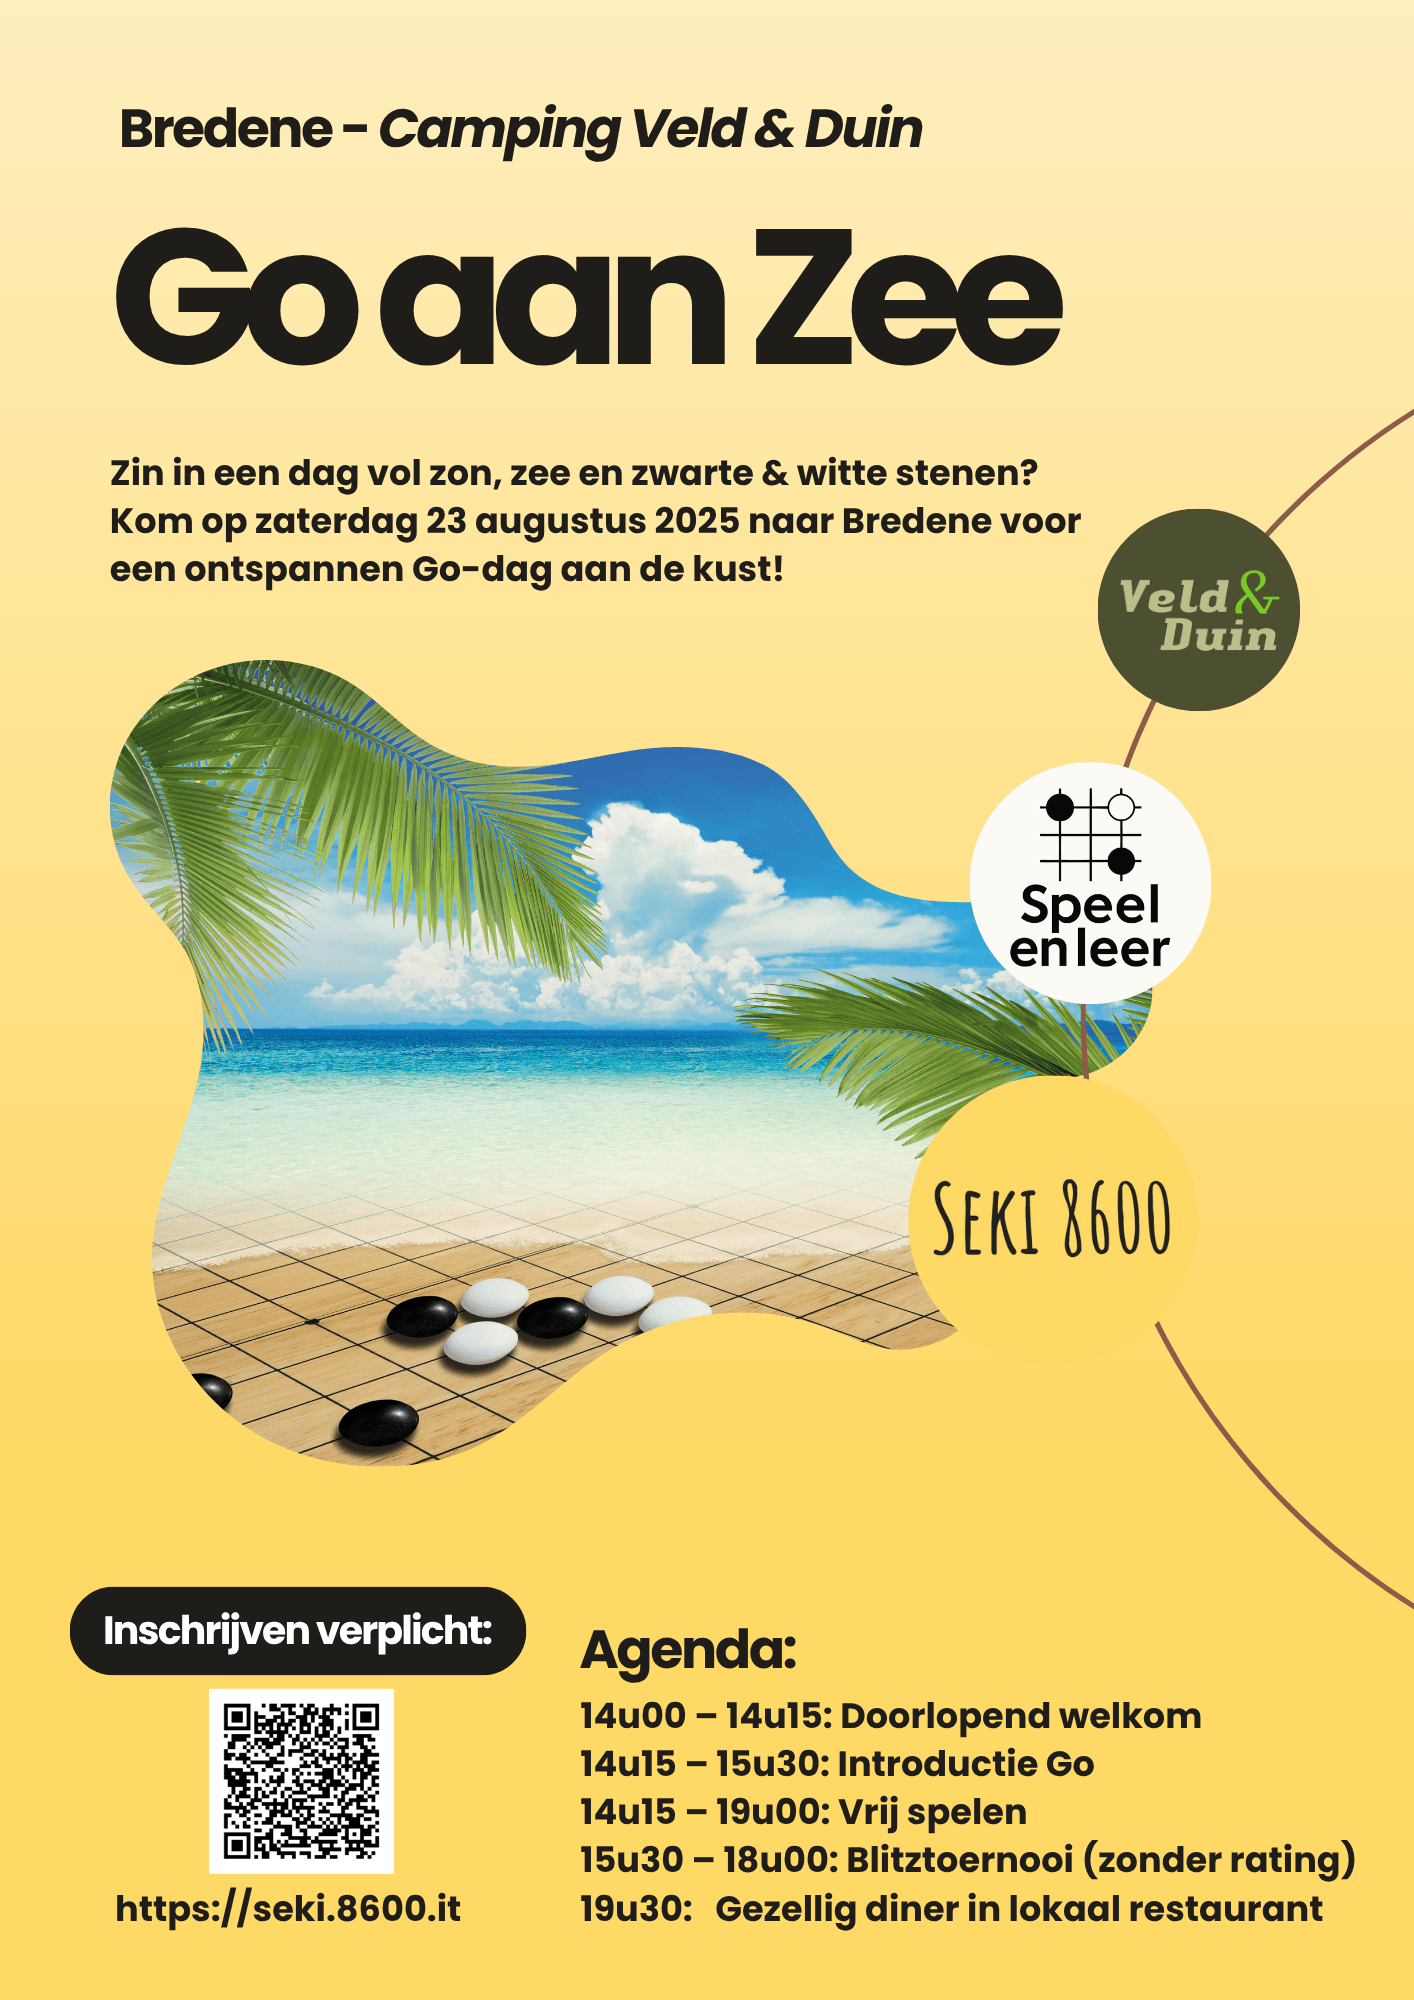 Bredene - Camping Veld & Duin
Go aan Zee
Zin in een dag vol zon, zee en zwarte & witte stenen?
Kom op zaterdag 23 augustus 2025 naar Bredene voor
een ontspannen Go-dag aan de kust!
Veld &
Duin
Speel
en leer
SEKI 8600
Inschrijven verplicht:
https://seki.8600.it
Agenda:
14u00 – 14u15: Doorlopend welkom
14u15 – 15u30: Introductie Go
14u15 – 19u00: Vrij spelen
15u30 – 18u00: Blitztoernooi (zonder rating)
19u30: Gezellig diner in lokaal restaurant